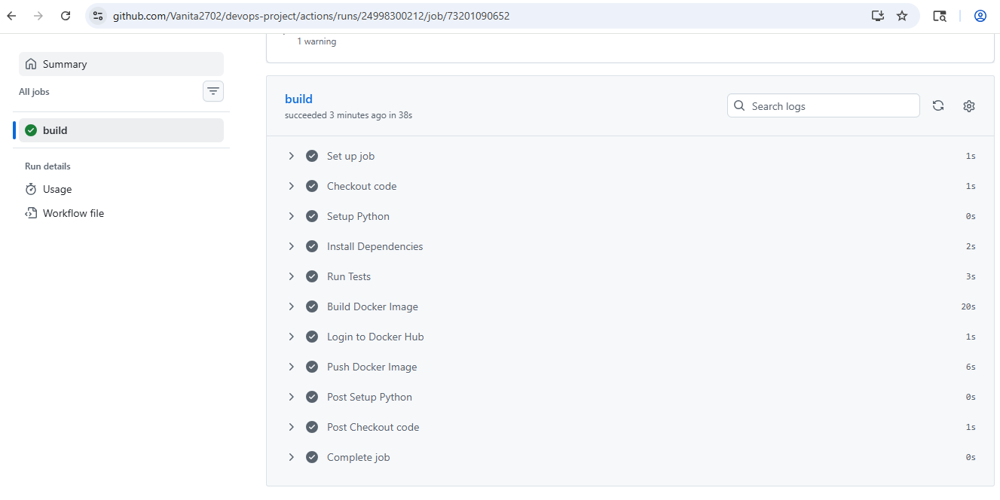 github.com/Vanita2702/devops-project/actions/runs/24998300212/job/73201090652
1 warning
Summary
All jobs
build
Run details
Usage
Workflow file
build
succeeded 3 minutes ago in 38s
Search logs
Set up job 1s
Checkout code 1s
Setup Python 0s
Install Dependencies 2s
Run Tests 3s
Build Docker Image 20s
Login to Docker Hub 1s
Push Docker Image 6s
Post Setup Python 0s
Post Checkout code 1s
Complete job 0s